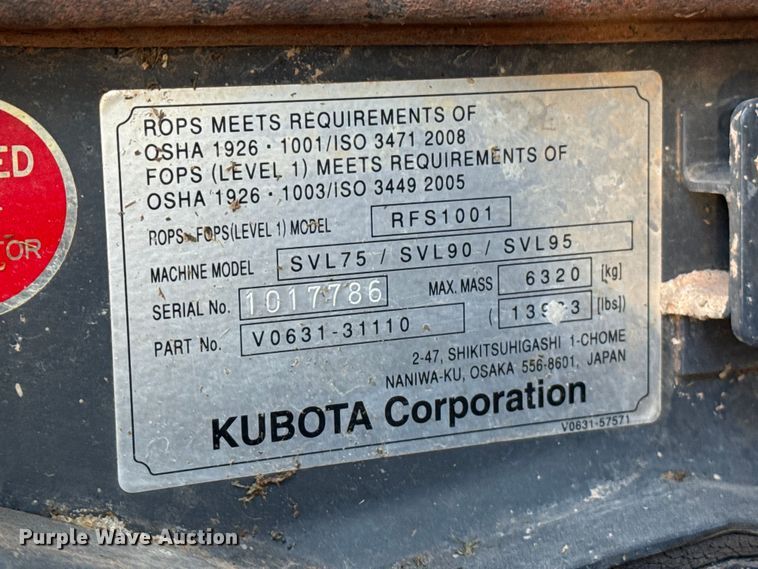 ROPS MEETS REQUIREMENTS OF
OSHA 1926・1001/ISO 3471 2008
FOPS (LEVEL 1) MEETS REQUIREMENTS OF
OSHA 1926・1003/ISO 3449 2005
ROPS・FOPS(LEVEL 1) MODEL RFS1001
MACHINE MODEL SVL75 / SVL90 / SVL95
SERIAL No. 1017786 MAX. MASS 6320 [kg]
PART No. V0631-31110 ( [lbs])
2-47, SHIKITSUHIGASHI 1-CHOME
NANIWA-KU, OSAKA 556-8601, JAPAN
KUBOTA Corporation
V0631-57571
Purple Wave Auction